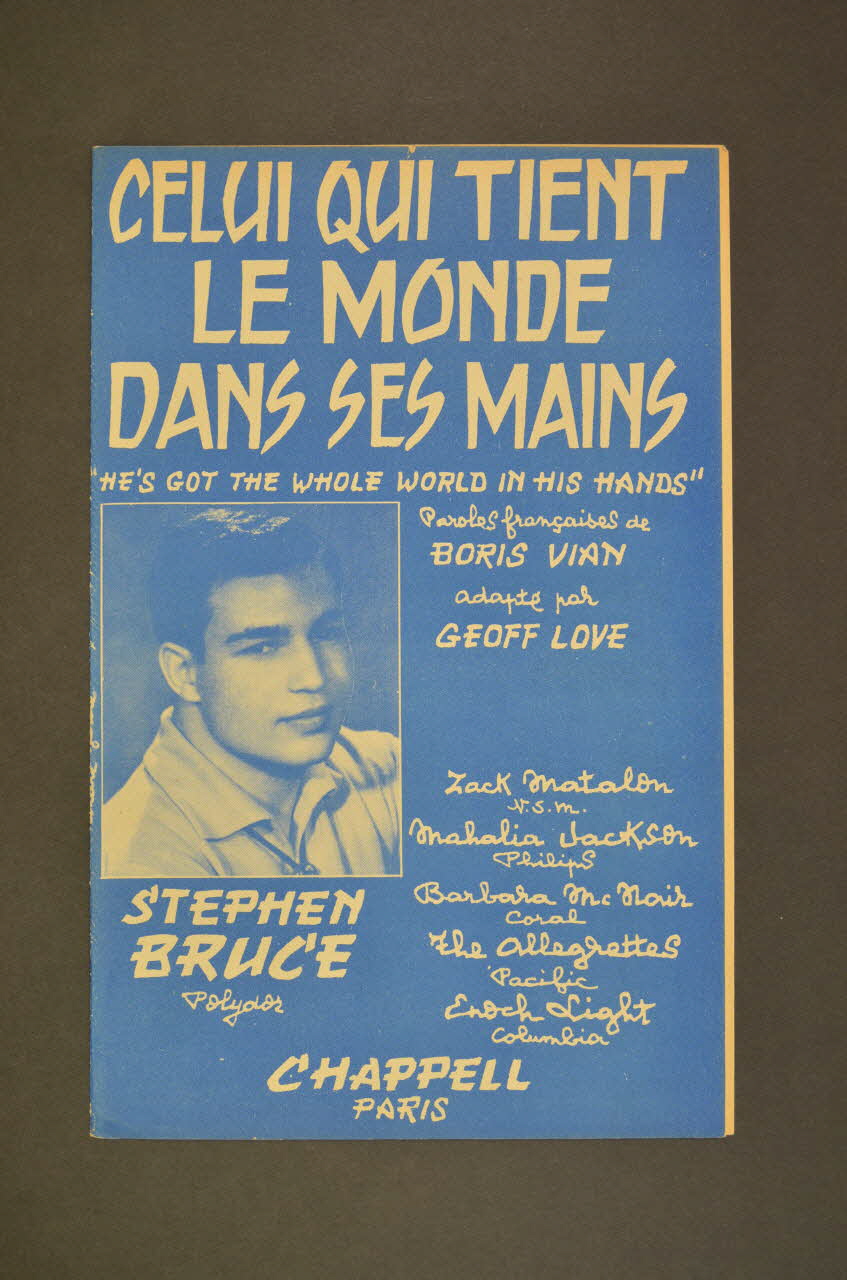 CELUI QUI TIENT
LE MONDE
DANS SES MAINS
"HE'S GOT THE WHOLE WORLD IN HIS HANDS"
Paroles françaises de
BORIS VIAN
adapté par
GEOFF LOVE
Zack Matalon
V.S.M.
Mahalia Jackson
Philips
Barbara Mc Nair
Coral
The Allegrettes
Pacific
Enoch Light
Columbia
STEPHEN
BRUCE
Polydor
CHAPPELL
PARIS